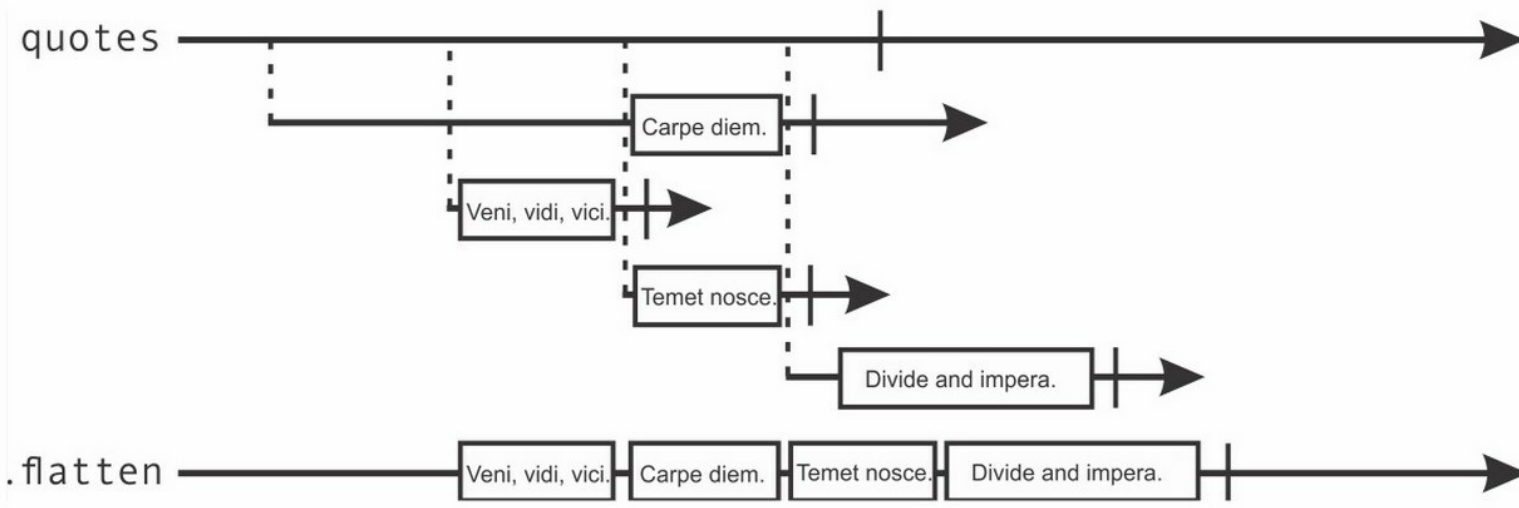 quotes
Carpe diem.
Veni, vidi, vici.
Temet nosce.
Divide and impera.
.flatten Veni, vidi, vici. Carpe diem. Temet nosce. Divide and impera.